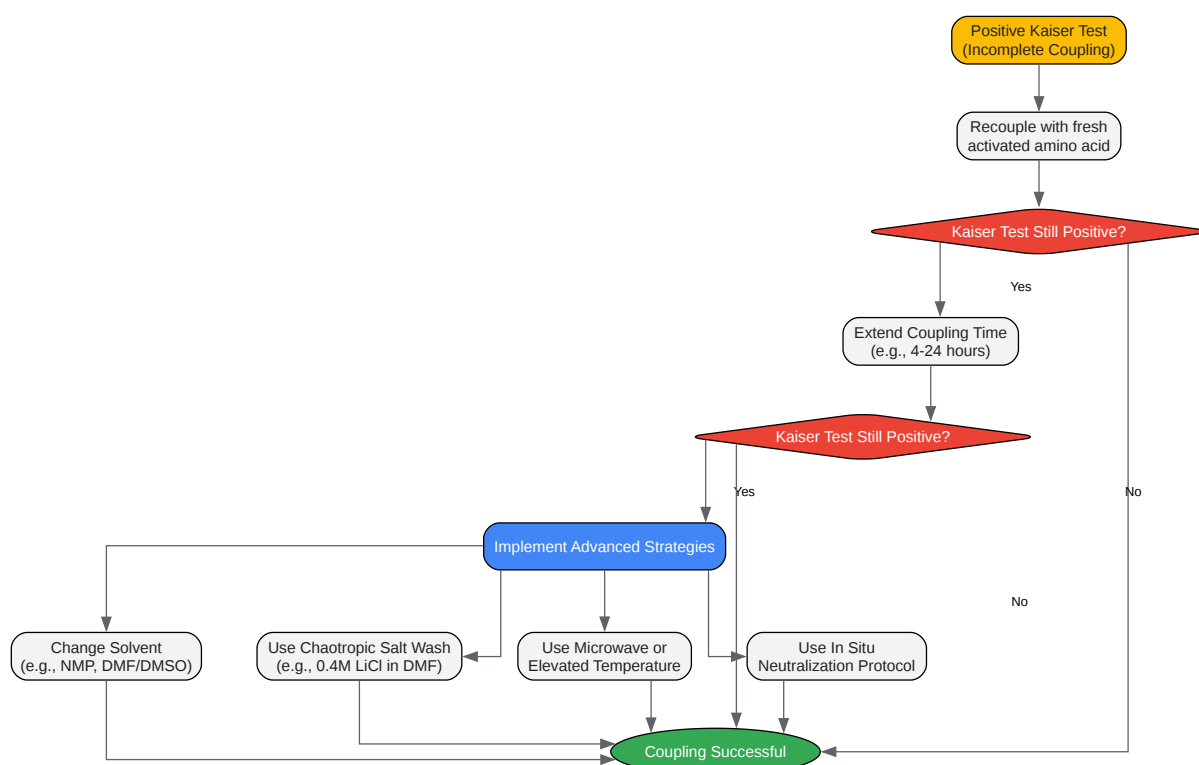 Positive Kaiser Test
(Incomplete Coupling)
Recouple with fresh
activated amino acid
Kaiser Test Still Positive?
Yes
Extend Coupling Time
(e.g., 4-24 hours)
Kaiser Test Still Positive?
Yes
No
Implement Advanced Strategies
No
Change Solvent
(e.g., NMP, DMF/DMSO)
Use Chaotropic Salt Wash
(e.g., 0.4M LiCl in DMF)
Use Microwave or
Elevated Temperature
Use In Situ
Neutralization Protocol
Coupling Successful